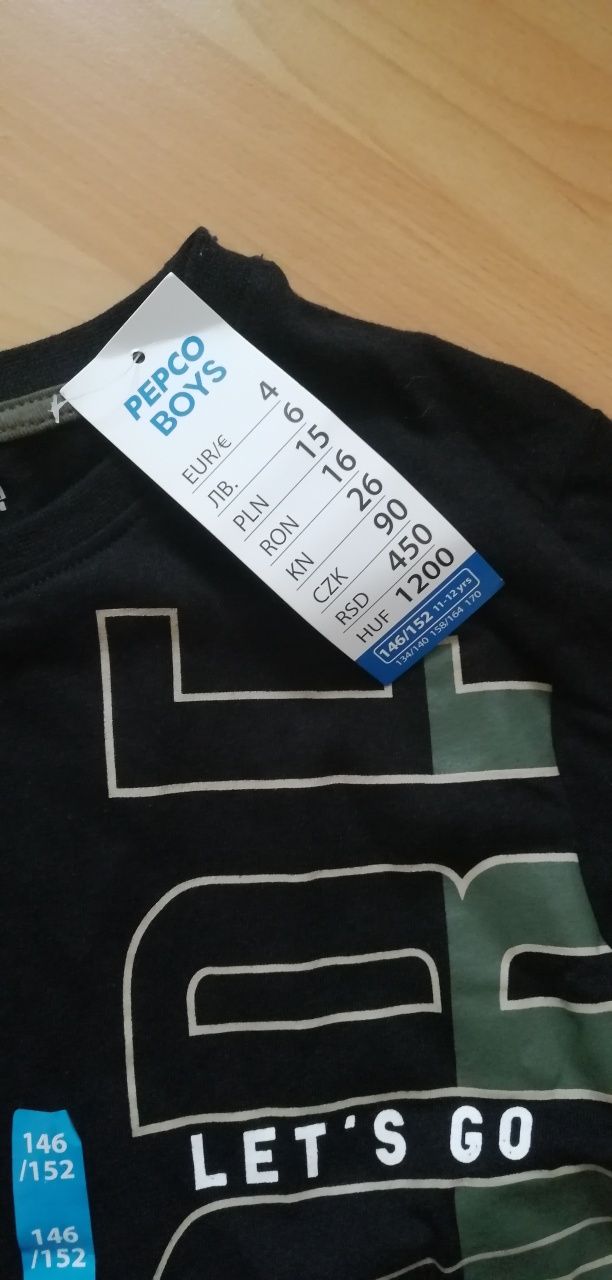 PEPCO
BOYS
EUR/€ 4
ЛВ. 6
PLN 15
RON 16
KN 26
CZK 90
RSD 450
HUF 1200
146/152 11-12 yrs
134/140 158/164 170
LET'S GO
146
/152
146
/152